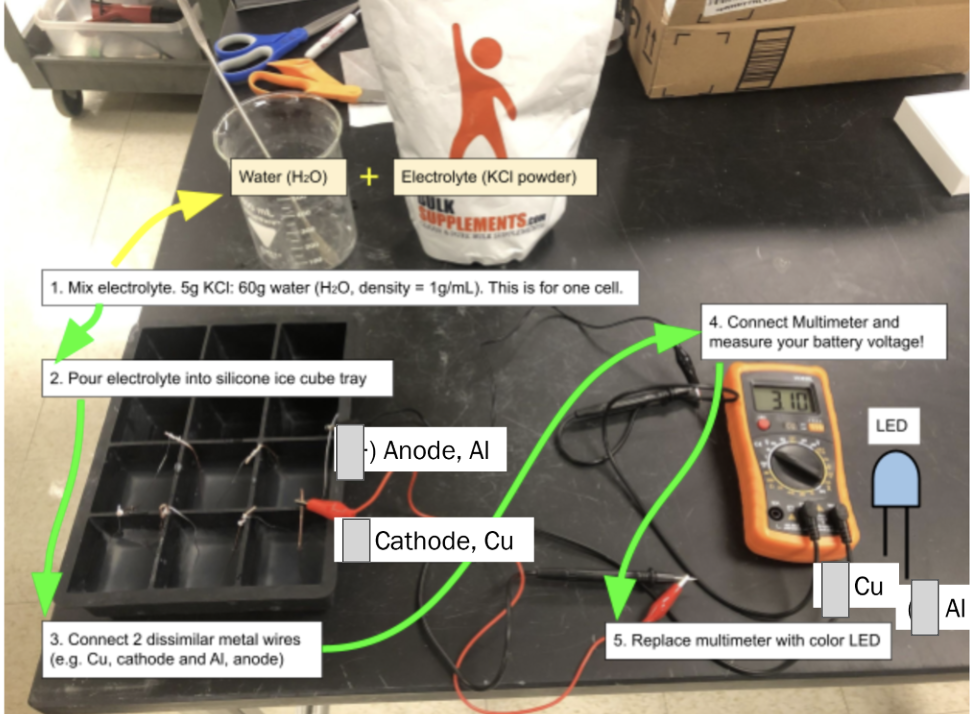 Water (H₂O)
+
Electrolyte (KCl powder)
BULK
SUPPLEMENTS.COM
1. Mix electrolyte. 5g KCl: 60g water (H₂O, density = 1g/mL). This is for one cell.
2. Pour electrolyte into silicone ice cube tray
4. Connect Multimeter and
measure your battery voltage!
3.10
LED
) Anode, Al
Cathode, Cu
Cu
( Al
3. Connect 2 dissimilar metal wires
(e.g. Cu, cathode and Al, anode)
5. Replace multimeter with color LED